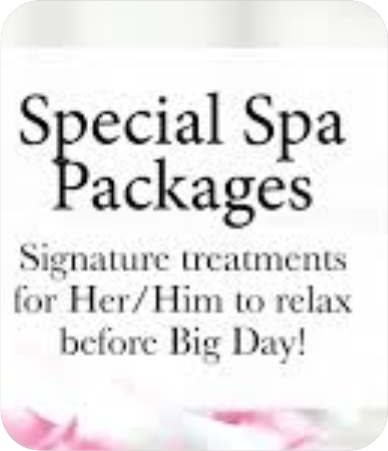 Special Spa
Packages
Signature treatments
for Her/Him to relax
before Big Day!